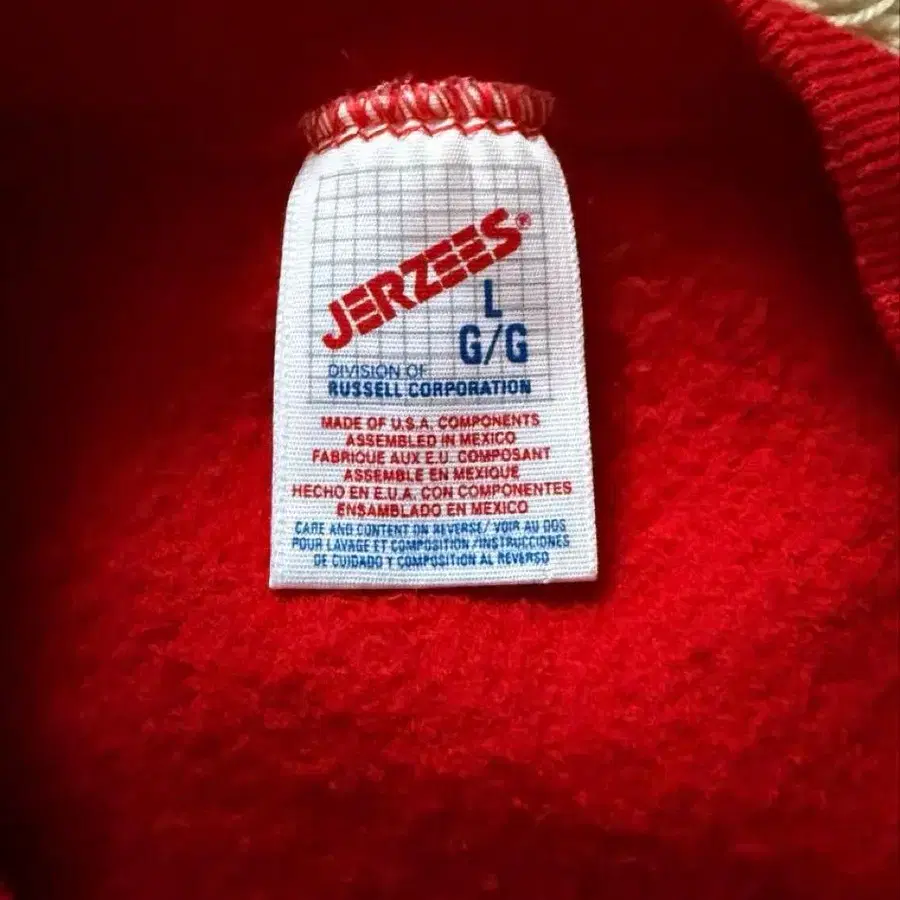 JERZEES®
L
G/G
DIVISION OF
RUSSELL CORPORATION
MADE OF U.S.A. COMPONENTS
ASSEMBLED IN MEXICO
FABRIQUE AUX E.U. COMPOSANT
ASSEMBLE EN MEXIQUE
HECHO EN E.U.A. CON COMPONENTES
ENSAMBLADO EN MEXICO
CARE AND CONTENT ON REVERSE/ VOIR AU DOS
POUR LAVAGE ET COMPOSITION /INSTRUCCIONES
DE CUIDADO Y COMPOSITION AL REVERSO